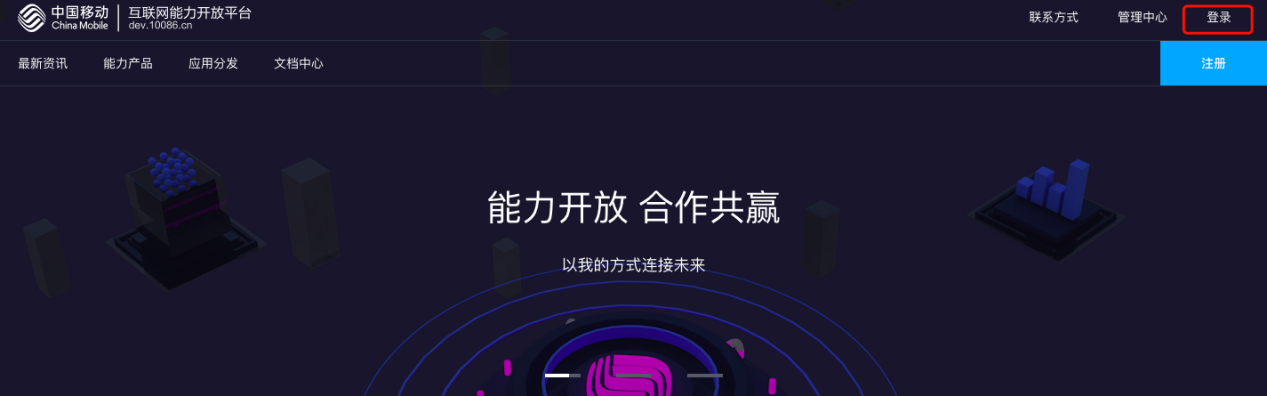 中国移动 互联网能力开放平台
China Mobile dev.10086.cn
联系方式 管理中心 登录
最新资讯 能力产品 应用分发 文档中心 注册
能力开放 合作共赢
以我的方式连接未来